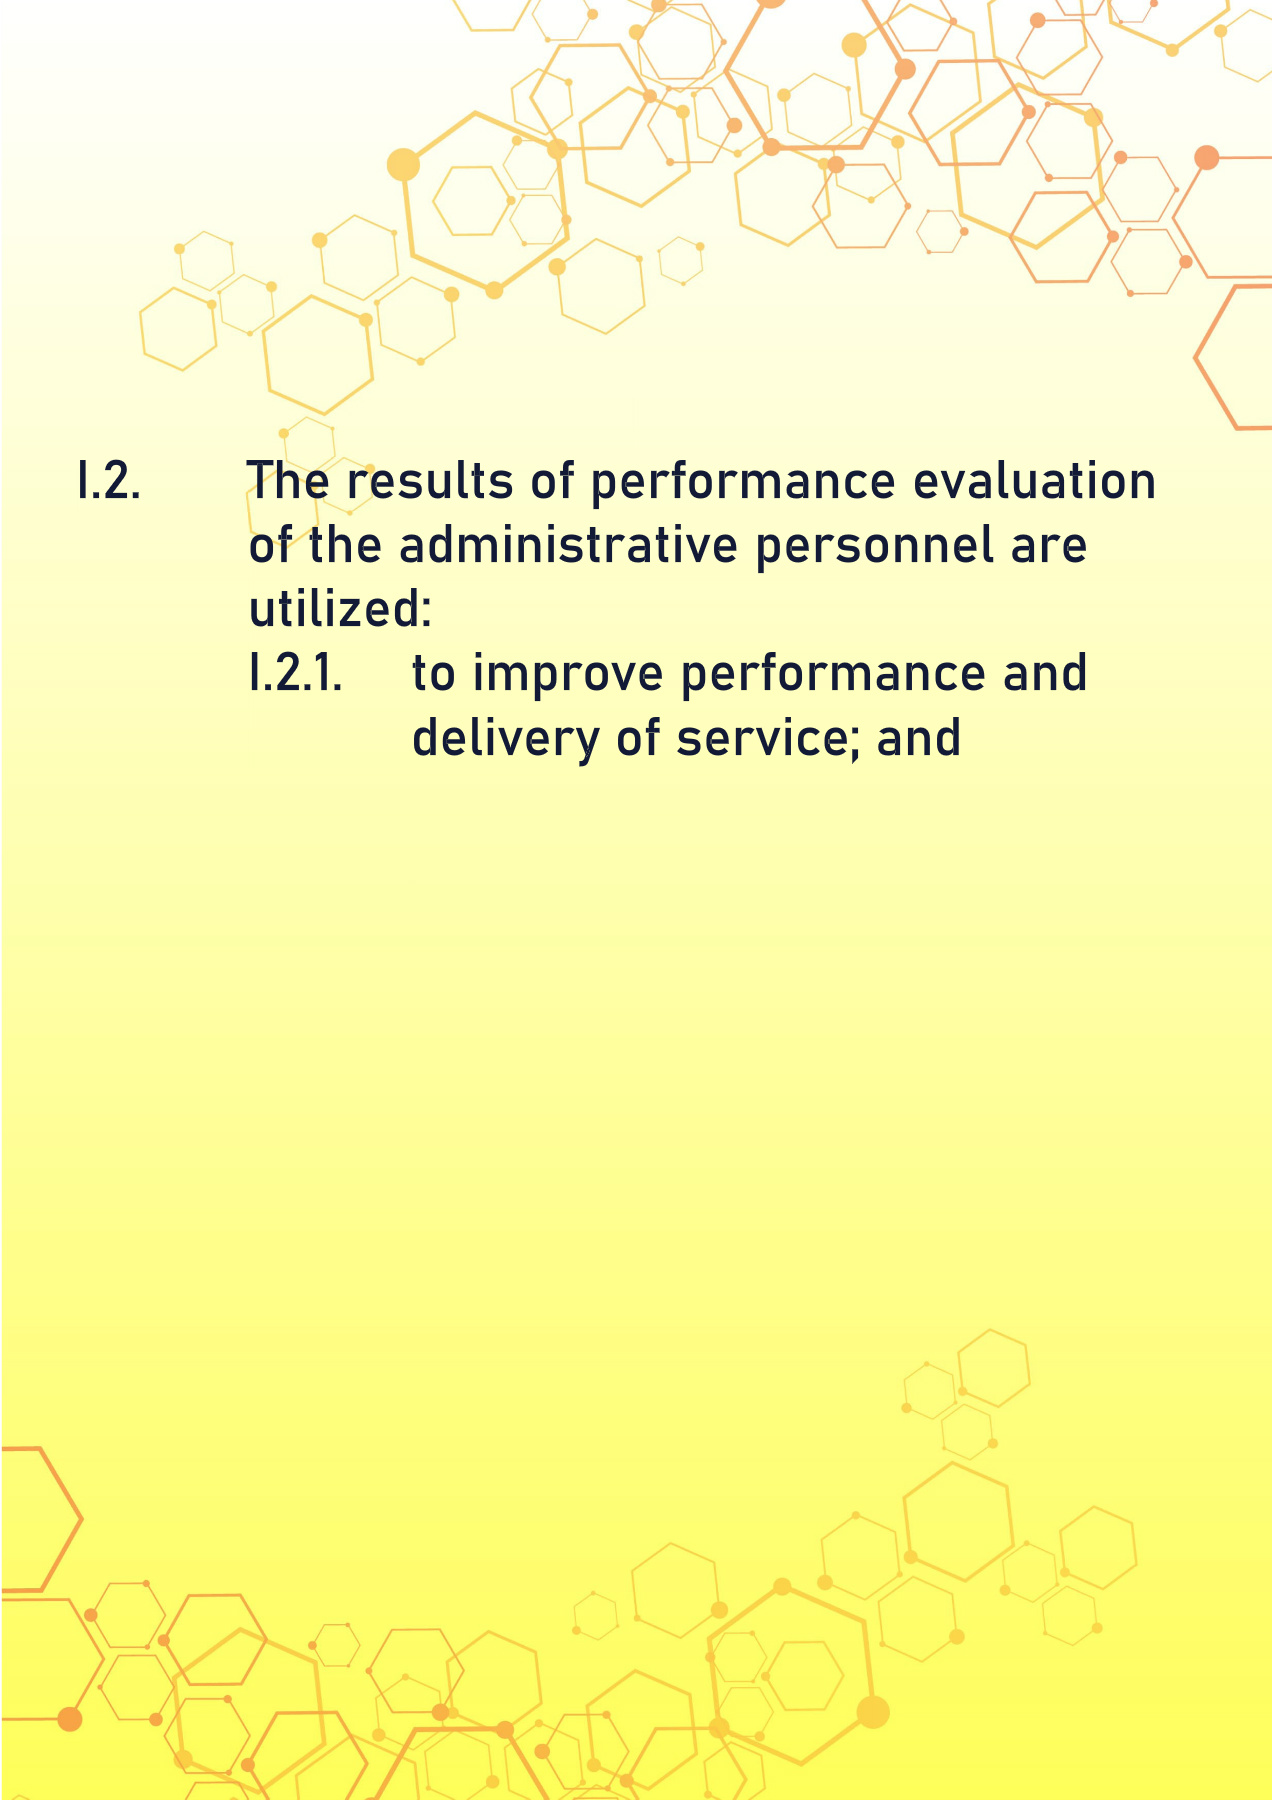 I.2. The results of performance evaluation
of the administrative personnel are
utilized:
I.2.1. to improve performance and
delivery of service; and